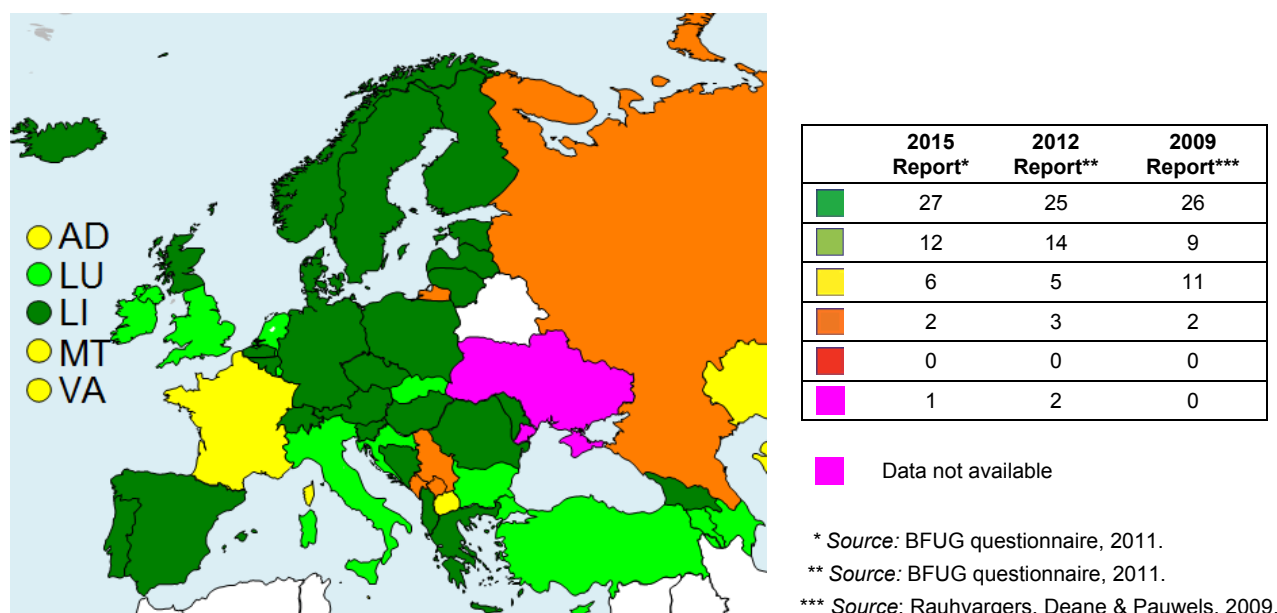 AD
LU
LI
MT
VA
2015 Report* 2012 Report** 2009 Report***
27 25 26
12 14 9
6 5 11
2 3 2
0 0 0
1 2 0
Data not available
* Source: BFUG questionnaire, 2011.
** Source: BFUG questionnaire, 2011.
*** Source: Rauhvargers, Deane & Pauwels, 2009.